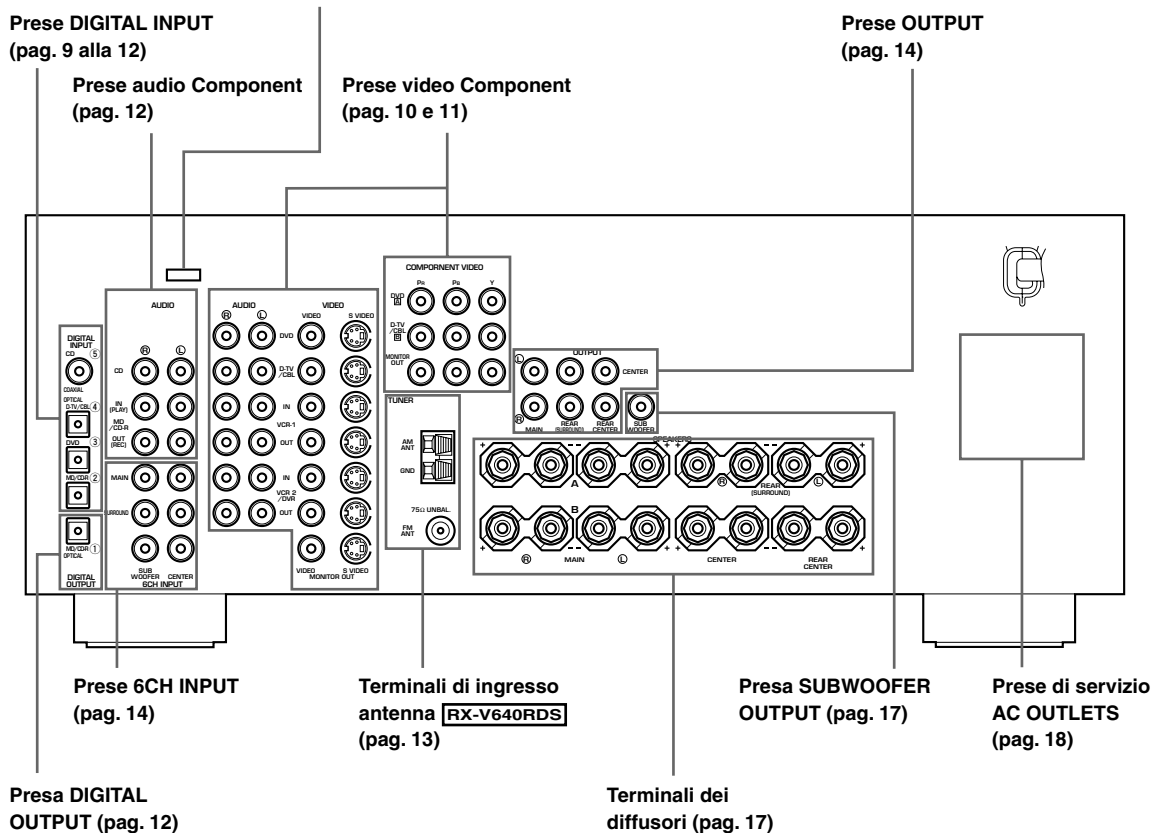 Prese DIGITAL INPUT
(pag. 9 alla 12)
Prese OUTPUT
(pag. 14)
Prese audio Component
(pag. 12)
Prese video Component
(pag. 10 e 11)
COMPORNENT VIDEO
PR PB Y
DVD A
D-TV
/CBL B
MONITOR
OUT
AUDIO
R L
CD
IN
(PLAY)
MD
/CD-R
OUT
(REC)
MAIN
SURROUND
SUB
WOOFER CENTER
6CH INPUT
DIGITAL
INPUT
CD 5
COAXIAL
OPTICAL
D-TV/CBL 4
DVD 3
MD/CDR 2
MD/CDR 1
OPTICAL
DIGITAL
OUTPUT
AUDIO VIDEO
R L VIDEO S VIDEO
DVD
D-TV
/CBL
IN
VCR-1
OUT
IN
VCR 2
/DVR
OUT
VIDEO S VIDEO
MONITOR OUT
TUNER
AM
ANT
GND
75Ω UNBAL.
FM
ANT
OUTPUT
L CENTER
R MAIN REAR
(SURROUND) REAR
CENTER
SUB
WOOFER
SPEAKERS
+ - - + + - - +
A R REAR
(SURROUND) L
B
+ - - + + - - +
R MAIN L CENTER REAR
CENTER
Prese 6CH INPUT
(pag. 14)
Terminali di ingresso
antenna RX-V640RDS
(pag. 13)
Presa SUBWOOFER
OUTPUT (pag. 17)
Prese di servizio
AC OUTLETS
(pag. 18)
Presa DIGITAL
OUTPUT (pag. 12)
Terminali dei
diffusori (pag. 17)